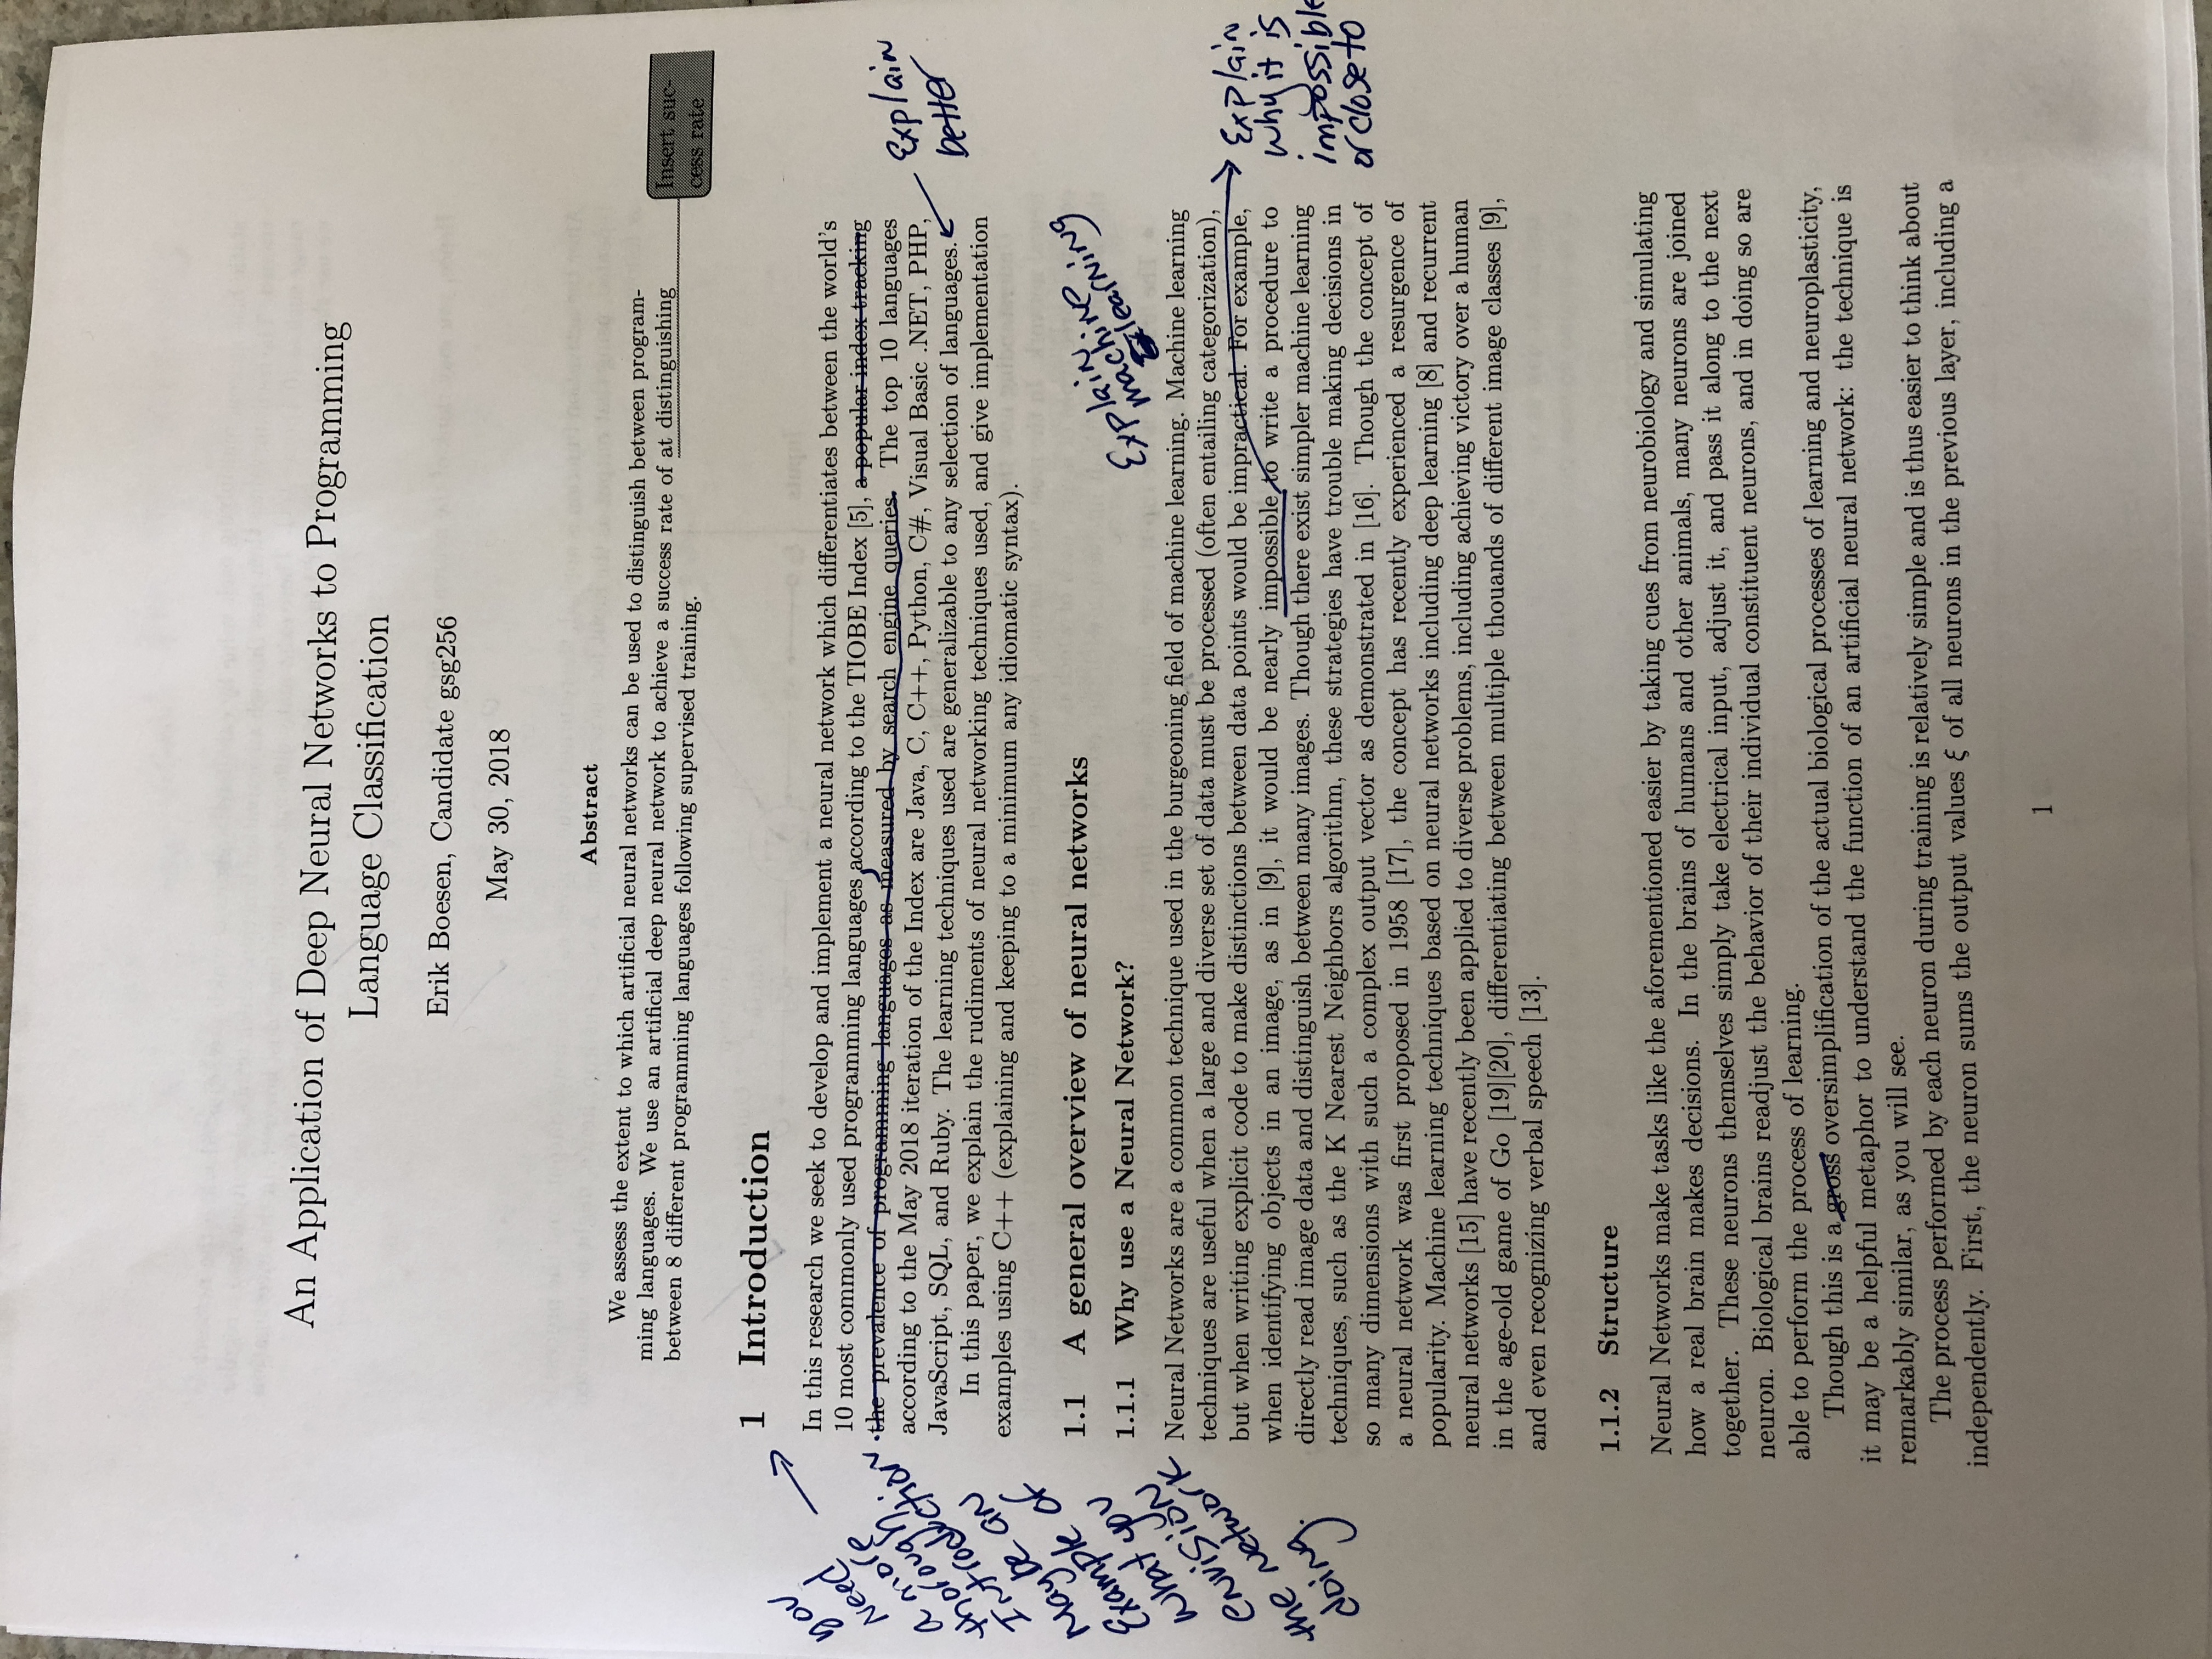 An Application of Deep Neural Networks to Programming
Language Classification
Erik Boesen, Candidate gsg256
May 30, 2018
Abstract
We assess the extent to which artificial neural networks can be used to distinguish between program-
ming languages. We use an artificial deep neural network to achieve a success rate of at distinguishing
between 8 different programming languages following supervised training.
Insert suc-
cess rate
1 Introduction
you
need
a more
thorough
Introduction.
Maybe an
Example of
what you
envision
the network
doing.
In this research we seek to develop and implement a neural network which differentiates between the world's
10 most commonly used programming languages, according to the TIOBE Index [5], a popular index tracking
the prevalence of programming languages as measured by search engine queries. The top 10 languages
according to the May 2018 iteration of the Index are Java, C, C++, Python, C#, Visual Basic .NET, PHP,
JavaScript, SQL, and Ruby. The learning techniques used are generalizable to any selection of languages.
Explain
better
In this paper, we explain the rudiments of neural networking techniques used, and give implementation
examples using C++ (explaining and keeping to a minimum any idiomatic syntax).
1.1 A general overview of neural networks
1.1.1 Why use a Neural Network?
Explain
machine
learning
Neural Networks are a common technique used in the burgeoning field of machine learning. Machine learning
techniques are useful when a large and diverse set of data must be processed (often entailing categorization),
but when writing explicit code to make distinctions between data points would be impractical. For example,
when identifying objects in an image, as in [9], it would be nearly impossible to write a procedure to
directly read image data and distinguish between many images. Though there exist simpler machine learning
techniques, such as the K Nearest Neighbors algorithm, these strategies have trouble making decisions in
so many dimensions with such a complex output vector as demonstrated in [16]. Though the concept of
a neural network was first proposed in 1958 [17], the concept has recently experienced a resurgence of
popularity. Machine learning techniques based on neural networks including deep learning [8] and recurrent
neural networks [15] have recently been applied to diverse problems, including achieving victory over a human
in the age-old game of Go [19][20], differentiating between multiple thouands of different image classes [9],
and even recognizing verbal speech [13].
Explain
why it is
impossible
or close to
1.1.2 Structure
Neural Networks make tasks like the aforementioned easier by taking cues from neurobiology and simulating
how a real brain makes decisions. In the brains of humans and other animals, many neurons are joined
together. These neurons themselves simply take electrical input, adjust it, and pass it along to the next
neuron. Biological brains readjust the behavior of their individual constituent neurons, and in doing so are
able to perform the process of learning.
Though this is a gross oversimplification of the actual biological processes of learning and neuroplasticity,
it may be a helpful metaphor to understand the function of an artificial neural network: the technique is
remarkably similar, as you will see.
The process performed by each neuron during training is relatively simple and is thus easier to think about
independently. First, the neuron sums the output values ξ of all neurons in the previous layer, including a
1